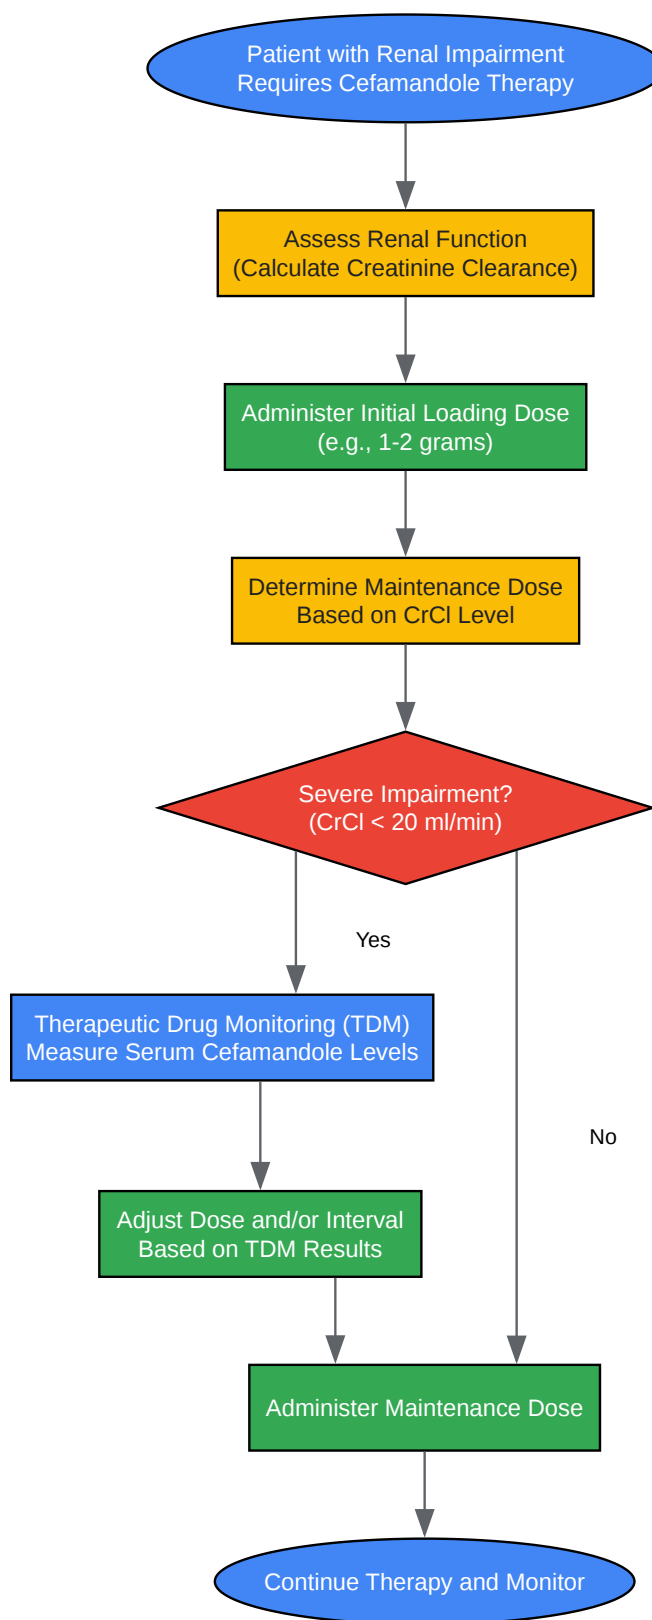 Patient with Renal Impairment
Requires Cefamandole Therapy
Assess Renal Function
(Calculate Creatinine Clearance)
Administer Initial Loading Dose
(e.g., 1-2 grams)
Determine Maintenance Dose
Based on CrCl Level
Severe Impairment?
(CrCl < 20 ml/min)
Yes
Therapeutic Drug Monitoring (TDM)
Measure Serum Cefamandole Levels
No
Adjust Dose and/or Interval
Based on TDM Results
Administer Maintenance Dose
Continue Therapy and Monitor